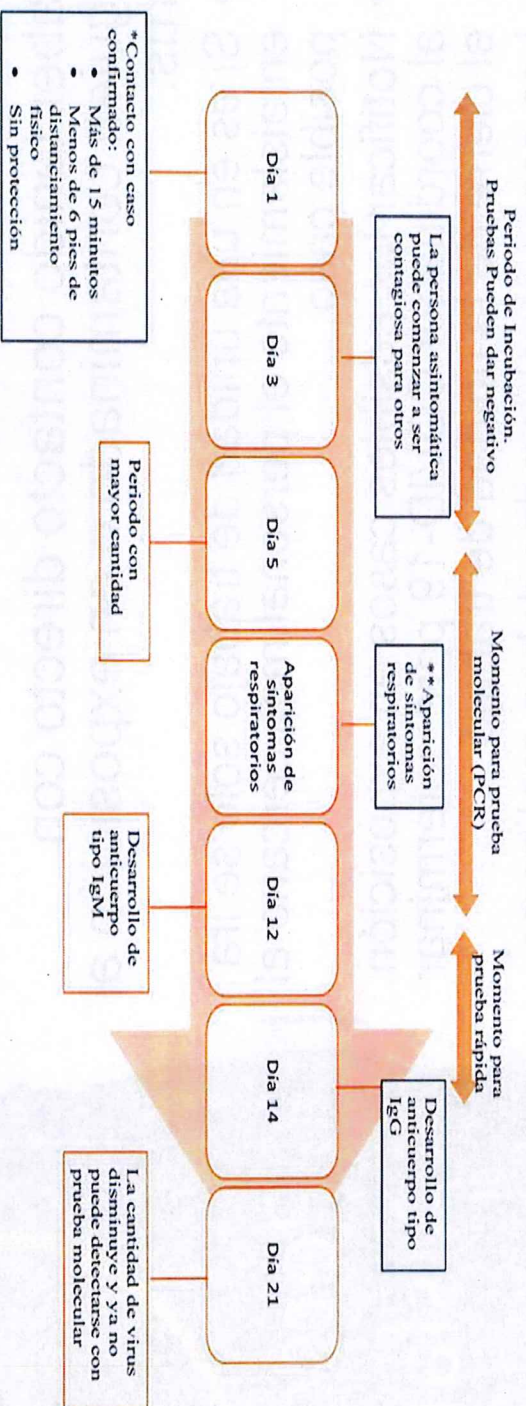 Periodo de Incubación.
Pruebas Pueden dar negativo
Momento para prueba
molecular (PCR)
Momento para
prueba rápida
La persona asintomática
puede comenzar a ser
contagiosa para otros
**Aparición
de síntomas
respiratorios
Desarrollo de
anticuerpo tipo
IgG
Día 1
Día 3
Día 5
Aparición de
síntomas
respiratorios
Día 12
Día 14
Día 21
*Contacto con caso
confirmado:
• Más de 15 minutos
• Menos de 6 pies de
distanciamiento
físico
• Sin protección
Periodo con
mayor cantidad
Desarrollo de
anticuerpo
tipo IgM
La cantidad de virus
disminuye y ya no
puede detectarse con
prueba molecular